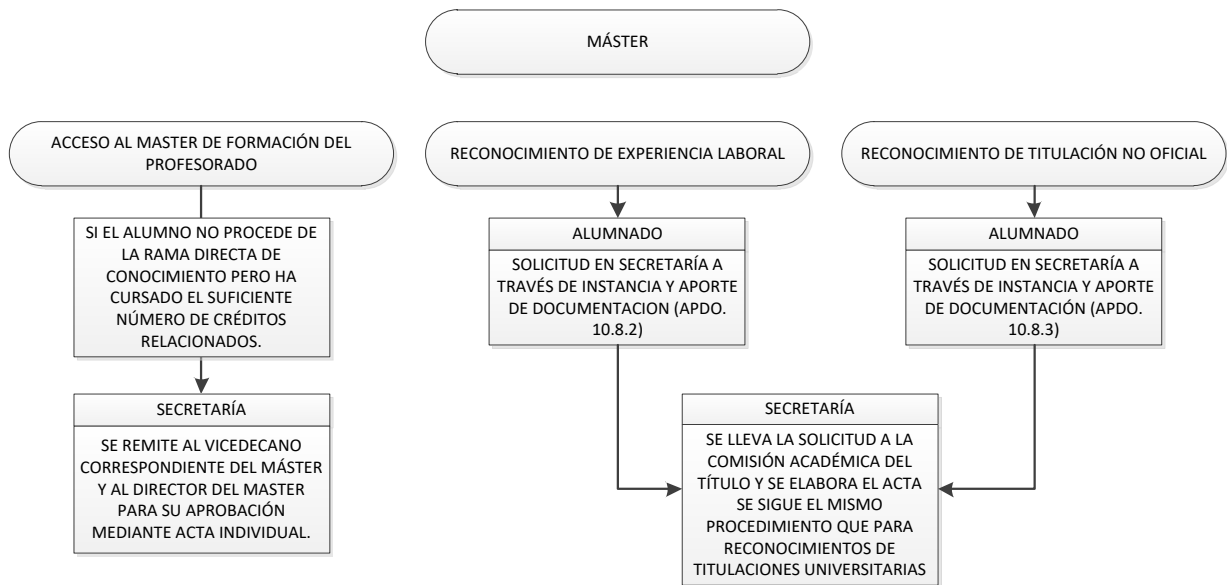 MÁSTER
ACCESO AL MASTER DE FORMACIÓN DEL
PROFESORADO
SI EL ALUMNO NO PROCEDE DE
LA RAMA DIRECTA DE
CONOCIMIENTO PERO HA
CURSADO EL SUFICIENTE
NÚMERO DE CRÉDITOS
RELACIONADOS.
SECRETARÍA
SE REMITE AL VICEDECANO
CORRESPONDIENTE DEL MÁSTER
Y AL DIRECTOR DEL MASTER
PARA SU APROBACIÓN
MEDIANTE ACTA INDIVIDUAL.
RECONOCIMIENTO DE EXPERIENCIA LABORAL
ALUMNADO
SOLICITUD EN SECRETARÍA A
TRAVÉS DE INSTANCIA Y APORTE
DE DOCUMENTACION (APDO.
10.8.2)
RECONOCIMIENTO DE TITULACIÓN NO OFICIAL
ALUMNADO
SOLICITUD EN SECRETARÍA A
TRAVÉS DE INSTANCIA Y APORTE
DE DOCUMENTACIÓN (APDO.
10.8.3)
SECRETARÍA
SE LLEVA LA SOLICITUD A LA
COMISIÓN ACADÉMICA DEL
TÍTULO Y SE ELABORA EL ACTA
SE SIGUE EL MISMO
PROCEDIMIENTO QUE PARA
RECONOCIMIENTOS DE
TITULACIONES UNIVERSITARIAS